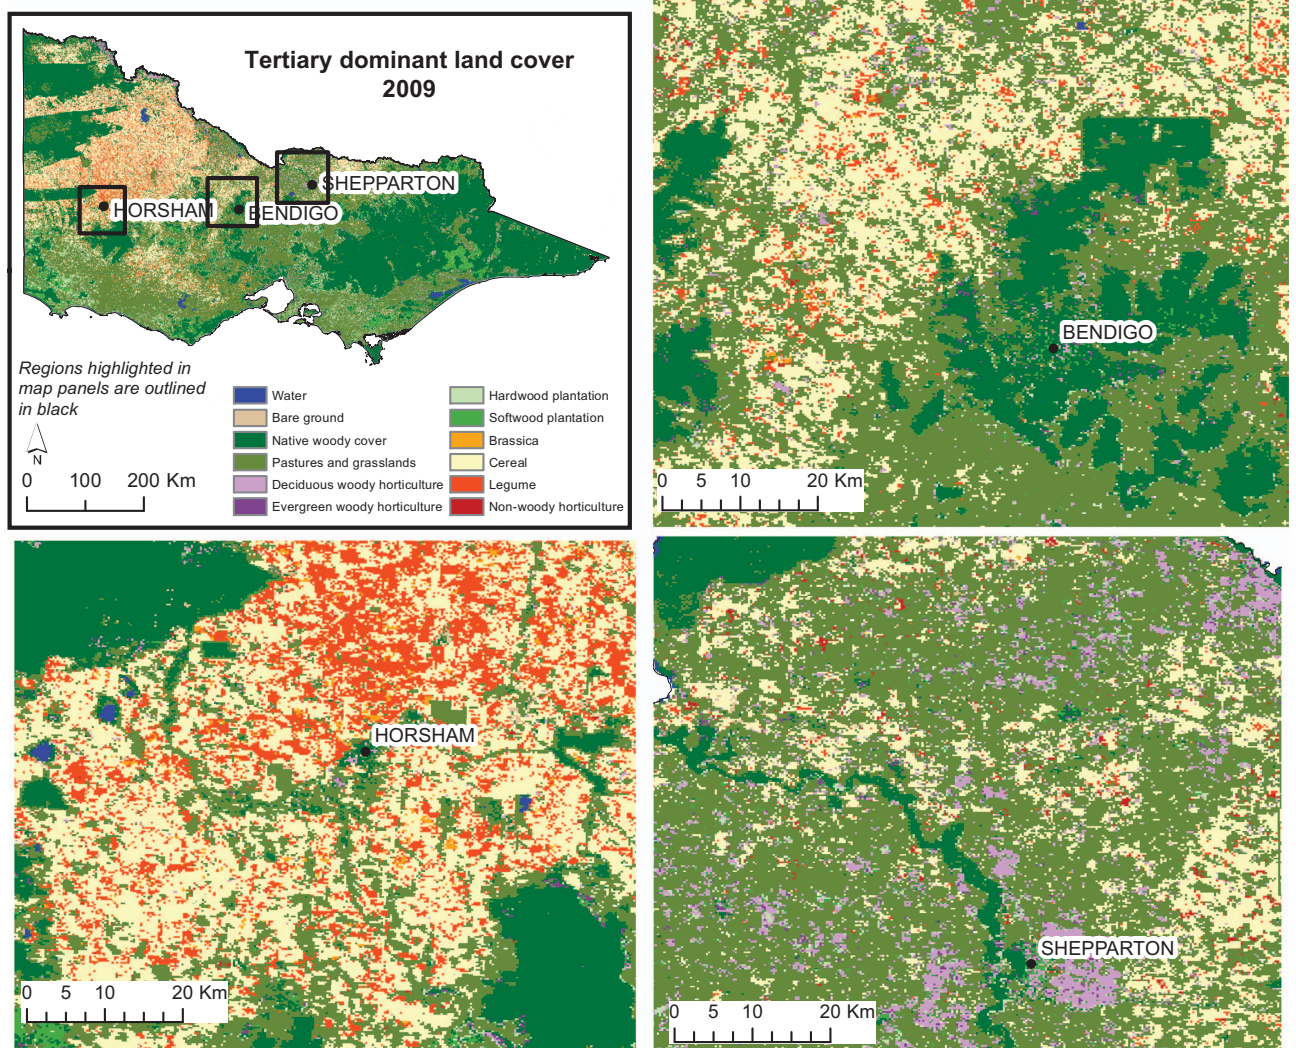 Tertiary dominant land cover
2009
SHEPPARTON
HORSHAM
BENDIGO
Regions highlighted in
map panels are outlined
in black
N
0 100 200 Km
Water
Bare ground
Native woody cover
Pastures and grasslands
Deciduous woody horticulture
Evergreen woody horticulture
Hardwood plantation
Softwood plantation
Brassica
Cereal
Legume
Non-woody horticulture
BENDIGO
0 5 10 20 Km
HORSHAM
0 5 10 20 Km
SHEPPARTON
0 5 10 20 Km